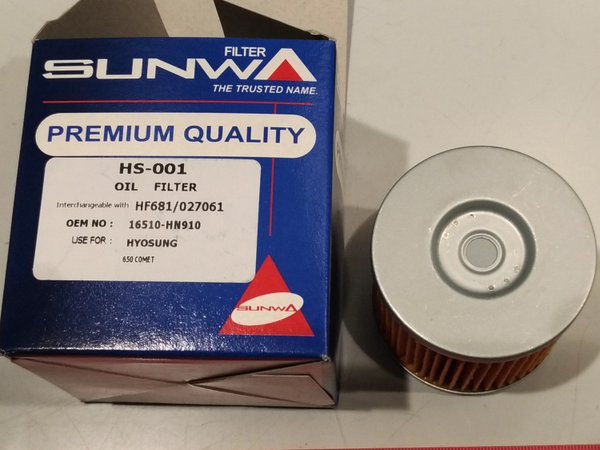 FILTER
SUNWA
THE TRUSTED NAME.
PREMIUM QUALITY
HS-001
OIL FILTER
Interchangeable with HF681/027061
OEM NO : 16510-HN910
USE FOR : HYOSUNG
650 COMET
SUNWA